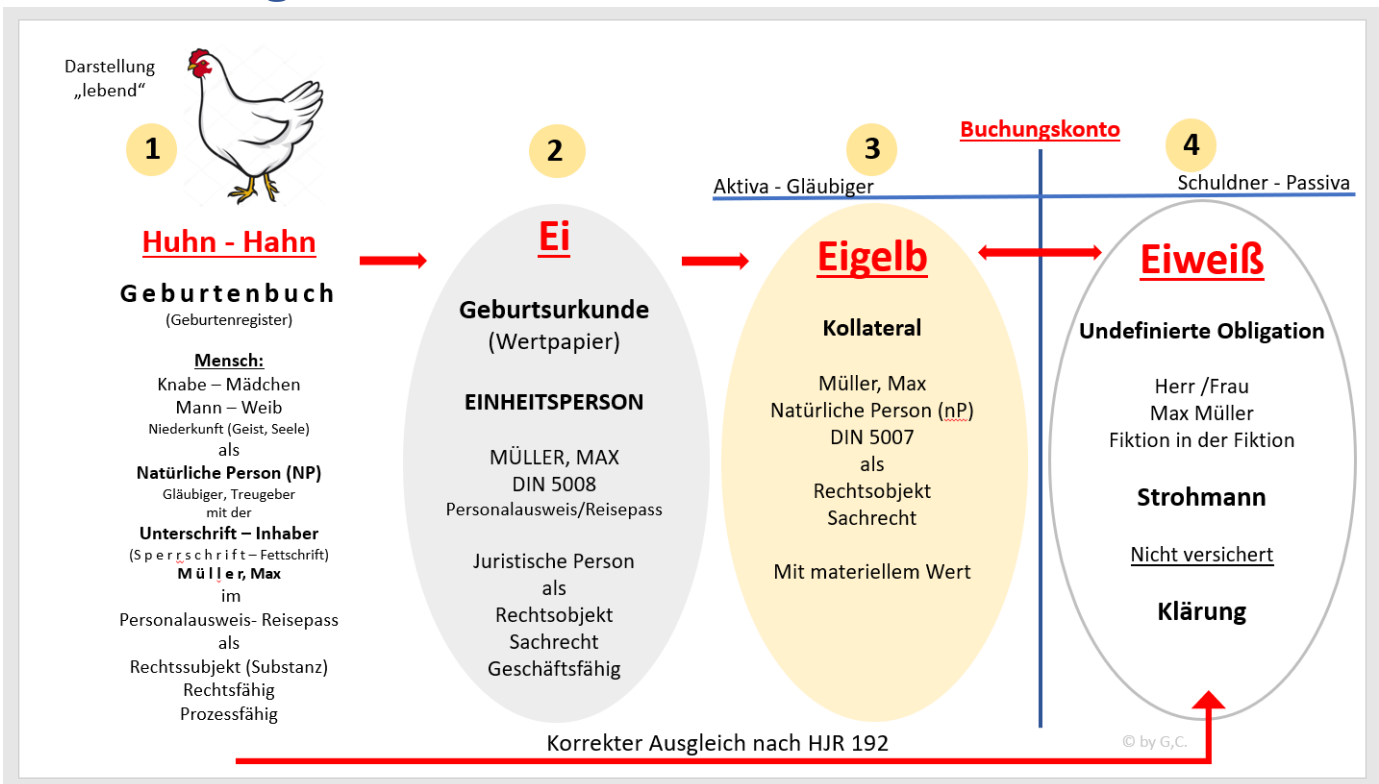 Darstellung
„lebend“
1
Huhn - Hahn
Geburtenbuch
(Geburtenregister)
Mensch:
Knabe – Mädchen
Mann – Weib
Niederkunft (Geist, Seele)
als
Natürliche Person (NP)
Gläubiger, Treugeber
mit der
Unterschrift – Inhaber
(S p e r r s c h r i f t – Fettschrift)
M ü l l e r, Max
im
Personalausweis- Reisepass
als
Rechtssubjekt (Substanz)
Rechtsfähig
Prozessfähig
2
Ei
Geburtsurkunde
(Wertpapier)
EINHEITSPERSON
MÜLLER, MAX
DIN 5008
Personalausweis/Reisepass
Juristische Person
als
Rechtsobjekt
Sachrecht
Geschäftsfähig
Buchungskonto
3
Aktiva - Gläubiger
Eigelb
Kollateral
Müller, Max
Natürliche Person (nP)
DIN 5007
als
Rechtsobjekt
Sachrecht
Mit materiellem Wert
4
Schuldner - Passiva
Eiweiß
Undefinierte Obligation
Herr /Frau
Max Müller
Fiktion in der Fiktion
Strohmann
Nicht versichert
Klärung
Korrekter Ausgleich nach HJR 192
© by G,C.